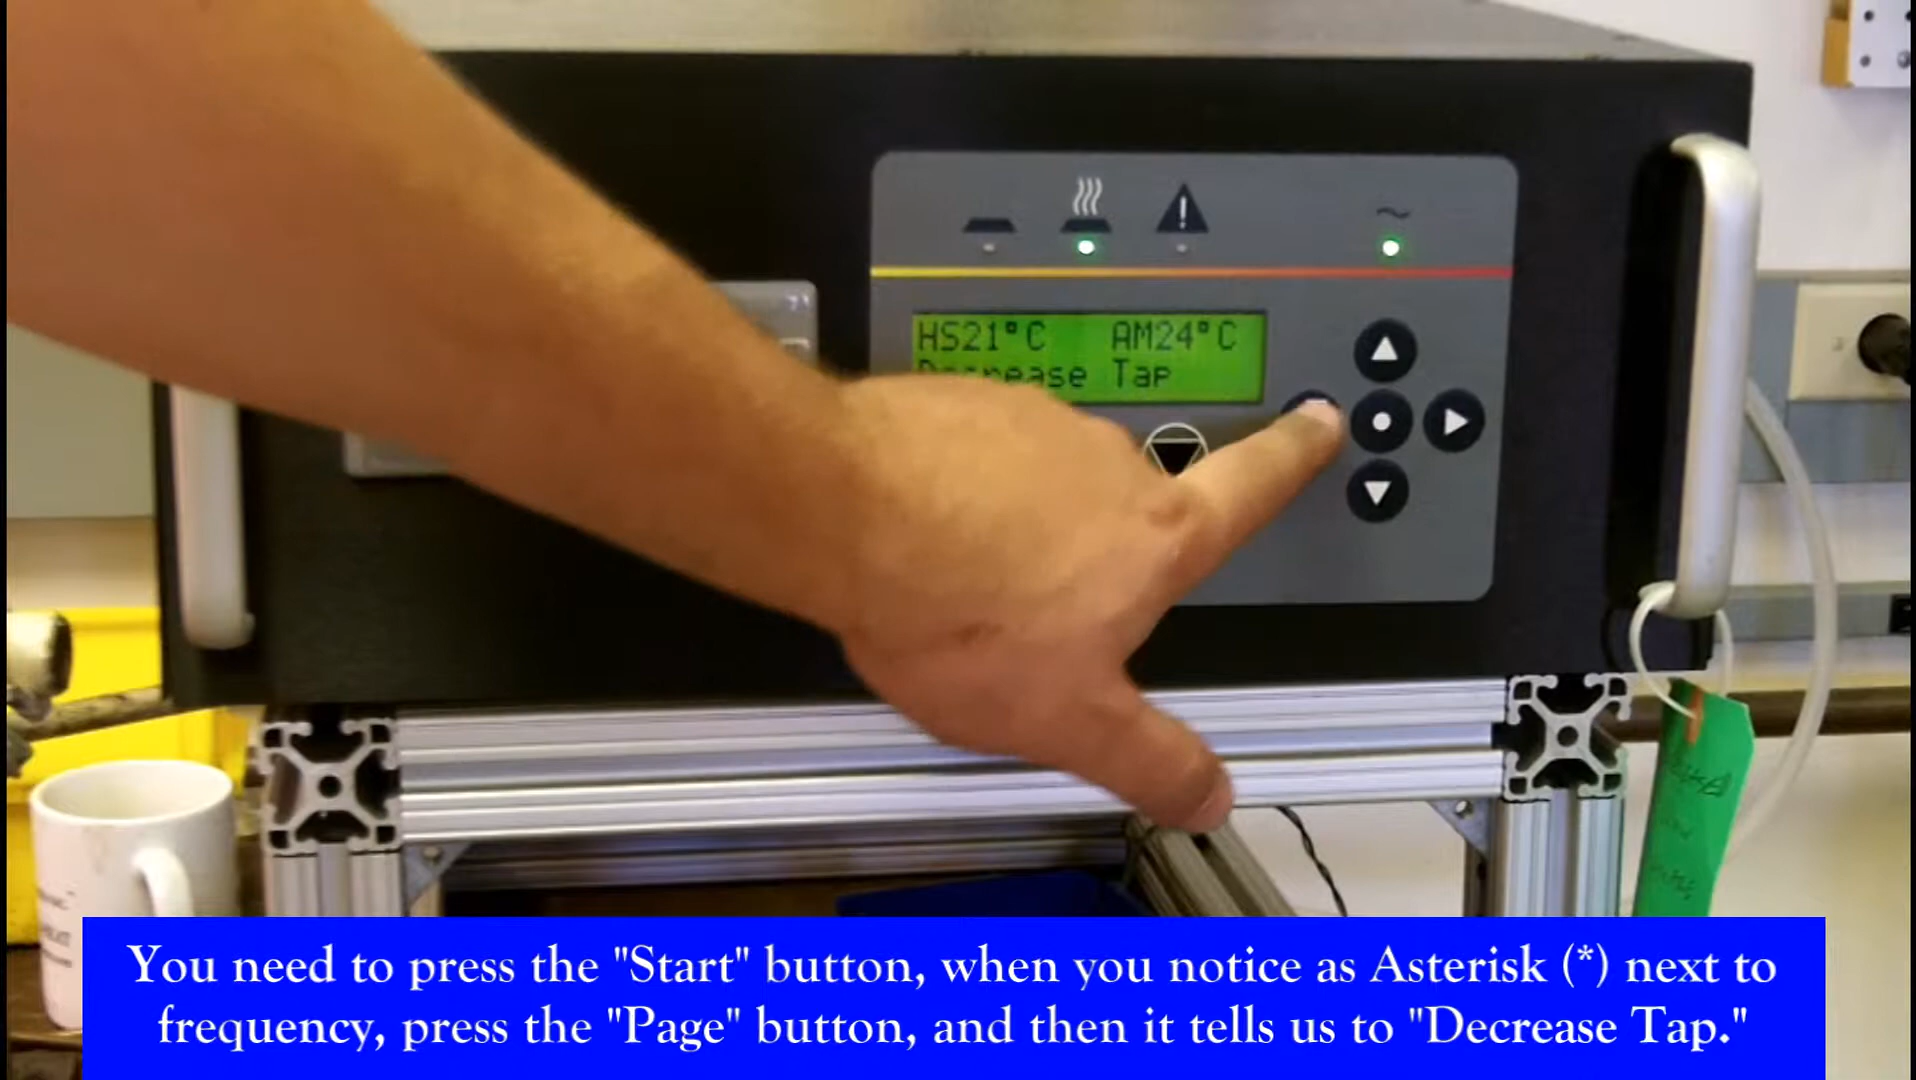 HS21°C AM24°C
Decrease Tap
You need to press the "Start" button, when you notice as Asterisk (*) next to
frequency, press the "Page" button, and then it tells us to "Decrease Tap."